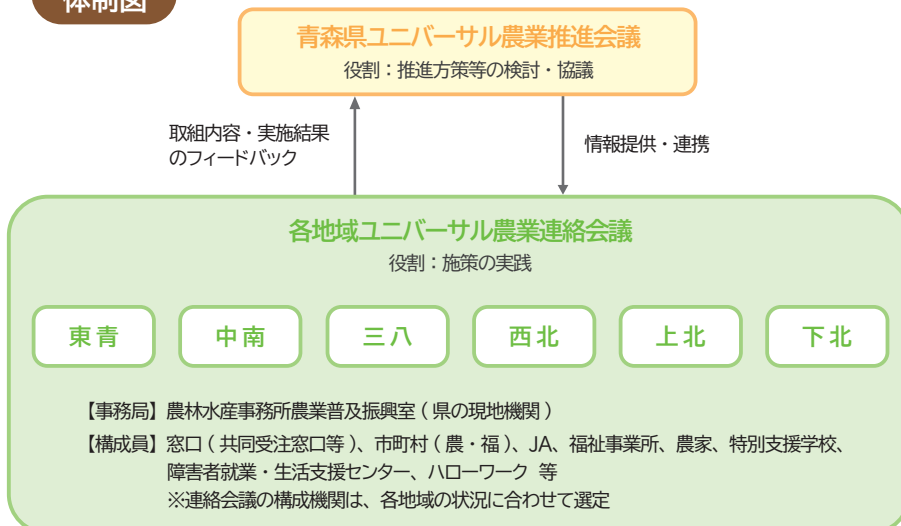 体制図
青森県ユニバーサル農業推進会議
役割：推進方策等の検討・協議
取組内容・実施結果
のフィードバック
情報提供・連携
各地域ユニバーサル農業連絡会議
役割：施策の実践
東青
中南
三八
西北
上北
下北
【事務局】農林水産事務所農業普及振興室（県の現地機関）
【構成員】窓口（共同受注窓口等）、市町村（農・福）、JA、福祉事業所、農家、特別支援学校、
障害者就業・生活支援センター、ハローワーク 等
※連絡会議の構成機関は、各地域の状況に合わせて選定